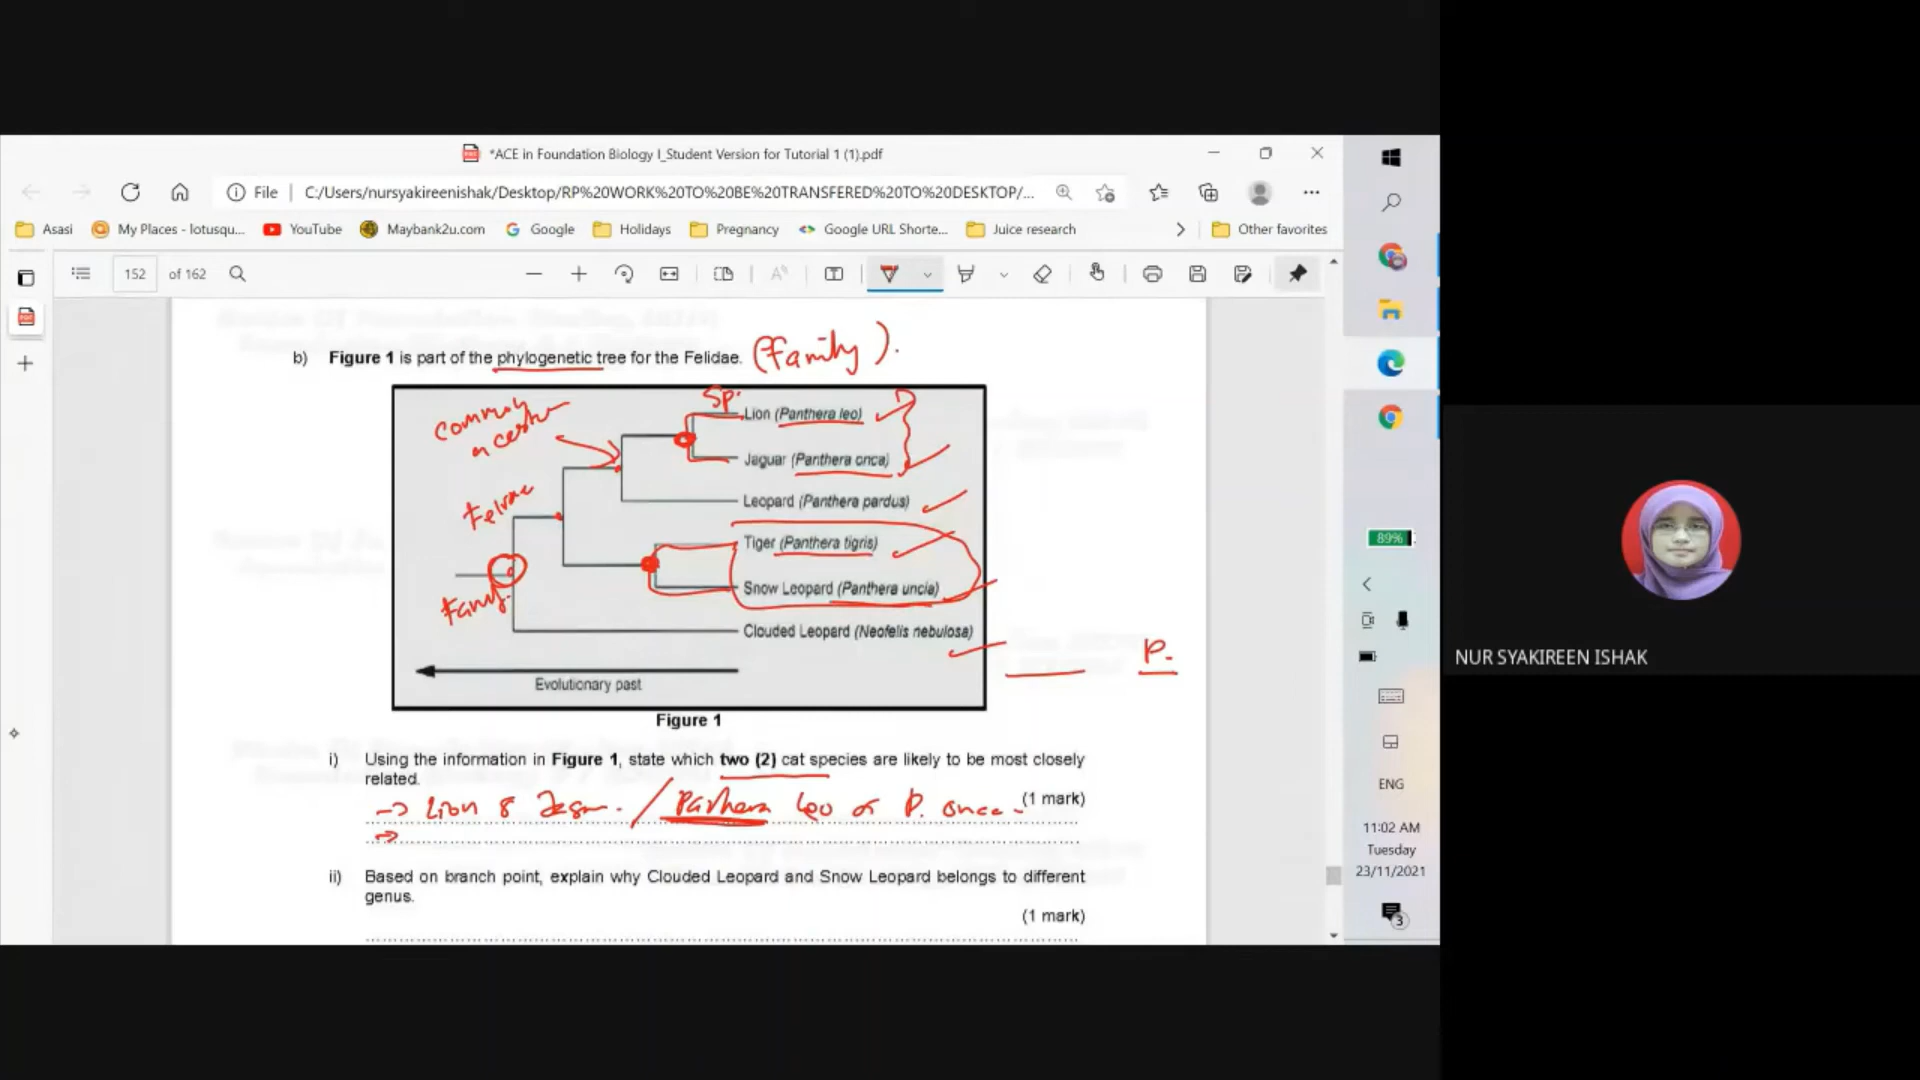 *ACE in Foundation Biology I_Student Version for Tutorial 1 (1).pdf
File
C:/Users/nursyakireenishak/Desktop/RP%20WORK%20TO%20BE%20TRANSFERED%20TO%20DESKTOP/...
Asasi
My Places - lotusqu...
YouTube
Maybank2u.com
Google
Holidays
Pregnancy
Google URL Shorte...
Juice research
Other favorites
152 of 162
b) Figure 1 is part of the phylogenetic tree for the Felidae. (Family).
Sp.
Lion (Panthera leo)
common
Jaguar (Panthera onca)
Leopard (Panthera pardus)
Tiger (Panthera tigris)
Snow Leopard (Panthera uncia)
Clouded Leopard (Neofelis nebulosa)
P.
Evolutionary past
Figure 1
i) Using the information in Figure 1, state which two (2) cat species are likely to be most closely
related.
(1 mark)
→ Lion & / Panthera leo P. onca.
ii) Based on branch point, explain why Clouded Leopard and Snow Leopard belongs to different
genus.
(1 mark)
89%
ENG
11:02 AM
Tuesday
23/11/2021
3
NUR SYAKIREEN ISHAK